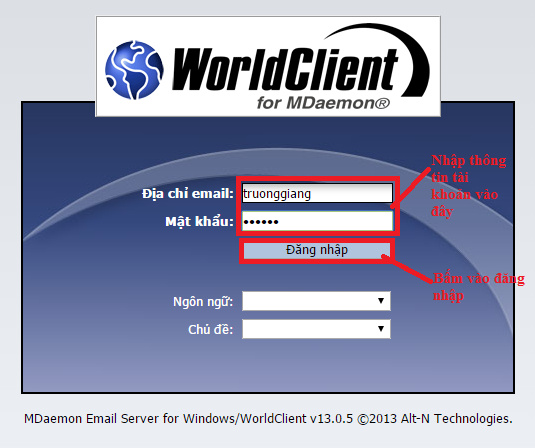 WorldClient
for MDaemon®
Nhập thông
tin tài
khoản vào
đây
Địa chỉ email: truonggiang
Mật khẩu: ••••••
Đăng nhập
Bấm vào đăng
nhập
Ngôn ngữ:
Chủ đề:
MDaemon Email Server for Windows/WorldClient v13.0.5 ©2013 Alt-N Technologies.